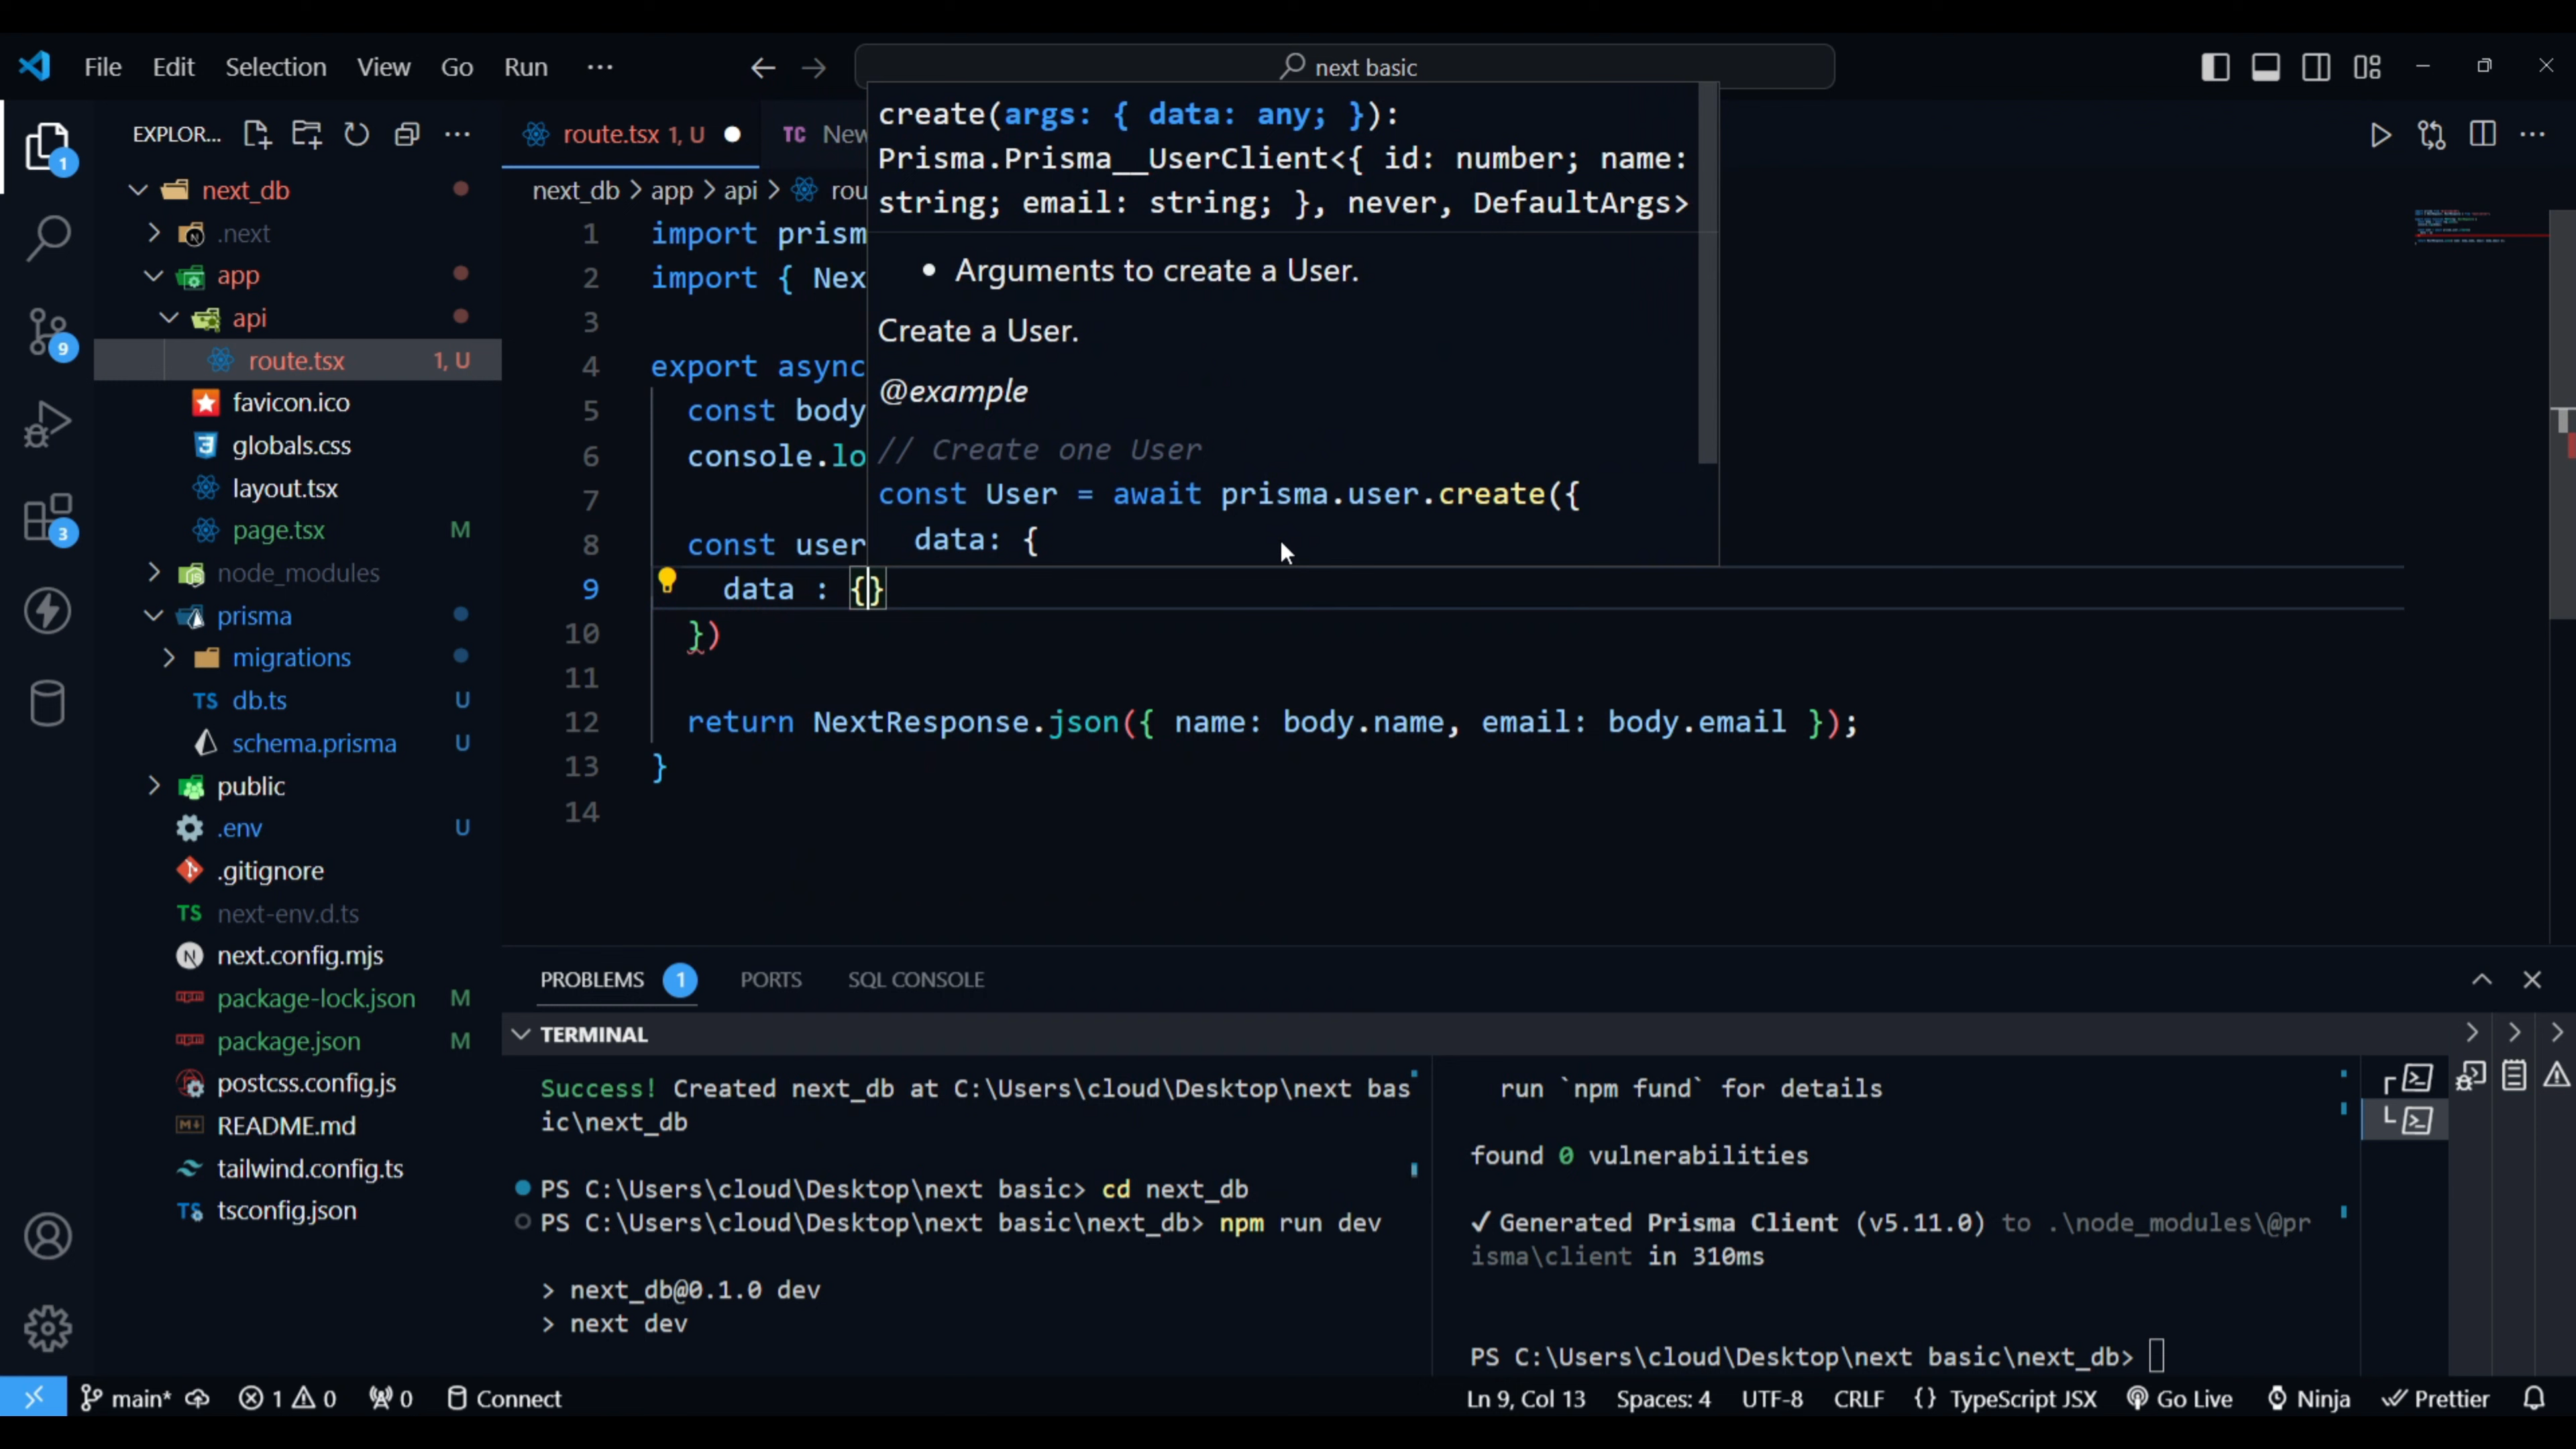 File Edit Selection View Go Run ... next basic
EXPLOR...
1
9
3
next_db
.next
app
api
route.tsx 1, U
favicon.ico
globals.css
layout.tsx
page.tsx M
node_modules
prisma
migrations
TS db.ts U
schema.prisma U
public
.env U
.gitignore
TS next-env.d.ts
next.config.mjs
package-lock.json M
package.json M
postcss.config.js
README.md
tailwind.config.ts
TS tsconfig.json
route.tsx 1, U TC New
next_db > app > api > rou
create(args: { data: any; }):
Prisma.Prisma__UserClient<{ id: number; name:
string; email: string; }, never, DefaultArgs>
• Arguments to create a User.
Create a User.
@example
// Create one User
const User = await prisma.user.create({
data: {
1 import prism
2 import { Nex
3
4 export async
5 const body
6 console.lo
7
8 const user
9 data : {}
10 })
11
12 return NextResponse.json({ name: body.name, email: body.email });
13 }
14
PROBLEMS 1 PORTS SQL CONSOLE
TERMINAL
Success! Created next_db at C:\Users\cloud\Desktop\next bas
ic\next_db
PS C:\Users\cloud\Desktop\next basic> cd next_db
PS C:\Users\cloud\Desktop\next basic\next_db> npm run dev
> next_db@0.1.0 dev
> next dev
run `npm fund` for details
found 0 vulnerabilities
✓ Generated Prisma Client (v5.11.0) to .\node_modules\@pr
isma\client in 310ms
PS C:\Users\cloud\Desktop\next basic\next_db>
main* 1 0 0 Connect Ln 9, Col 13 Spaces: 4 UTF-8 CRLF {} TypeScript JSX Go Live Ninja Prettier